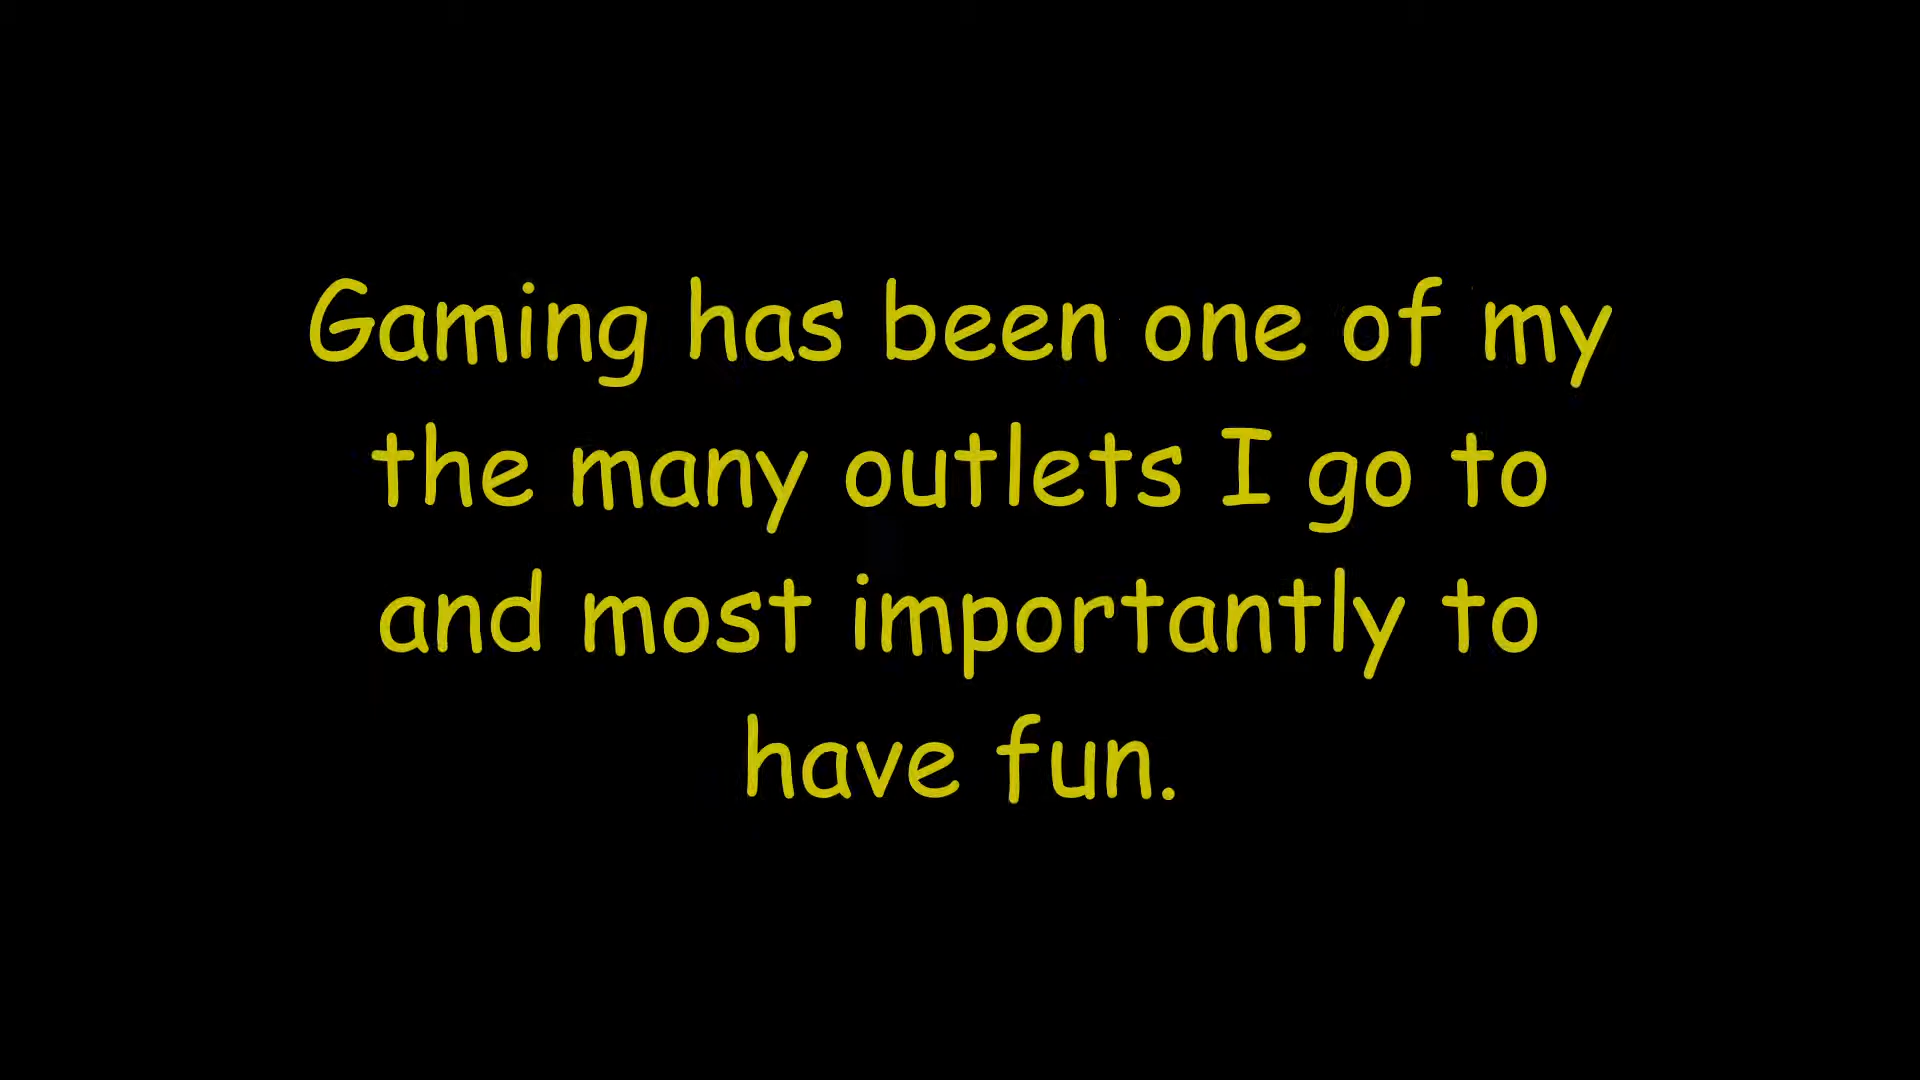 Gaming has been one of my
the many outlets I go to
and most importantly to
have fun.